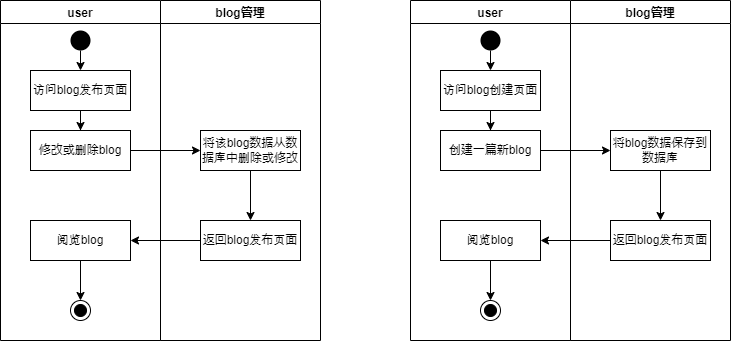 user
blog管理
访问blog发布页面
修改或删除blog
将该blog数据从数
据库中删除或修改
阅览blog
返回blog发布页面
user
blog管理
访问blog创建页面
创建一篇新blog
将blog数据保存到
数据库
阅览blog
返回blog发布页面